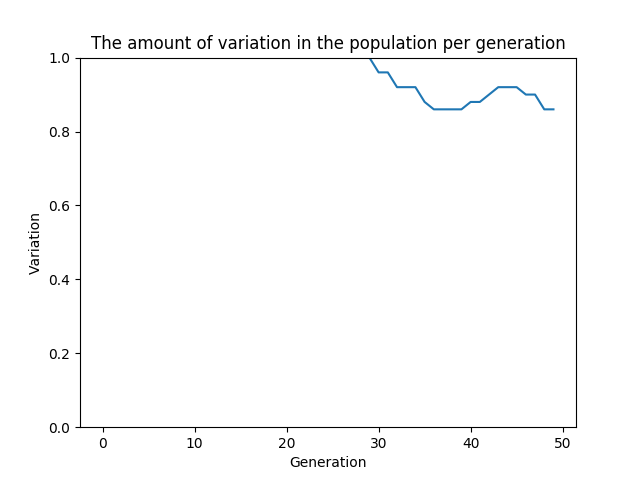 The amount of variation in the population per generation
1.0
0.8
0.6
0.4
0.2
0.0
Variation
0 10 20 30 40 50
Generation